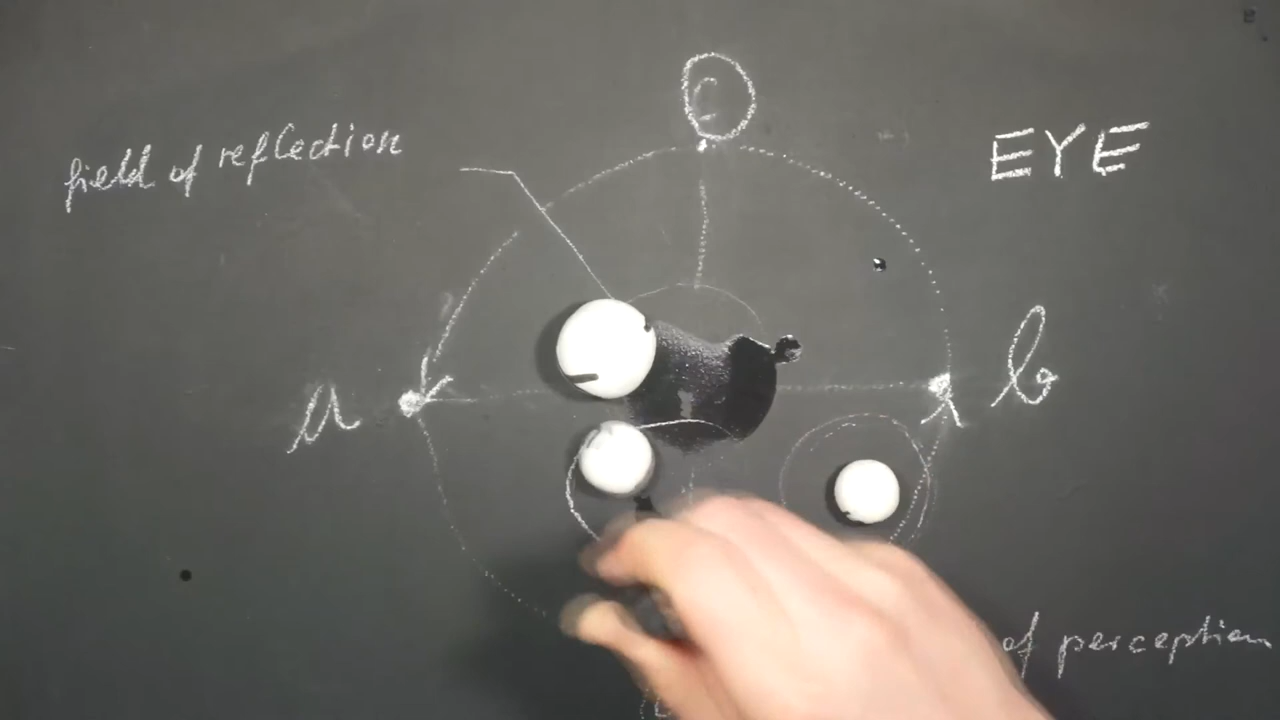 C
field of reflection
EYE
a
b
of perception